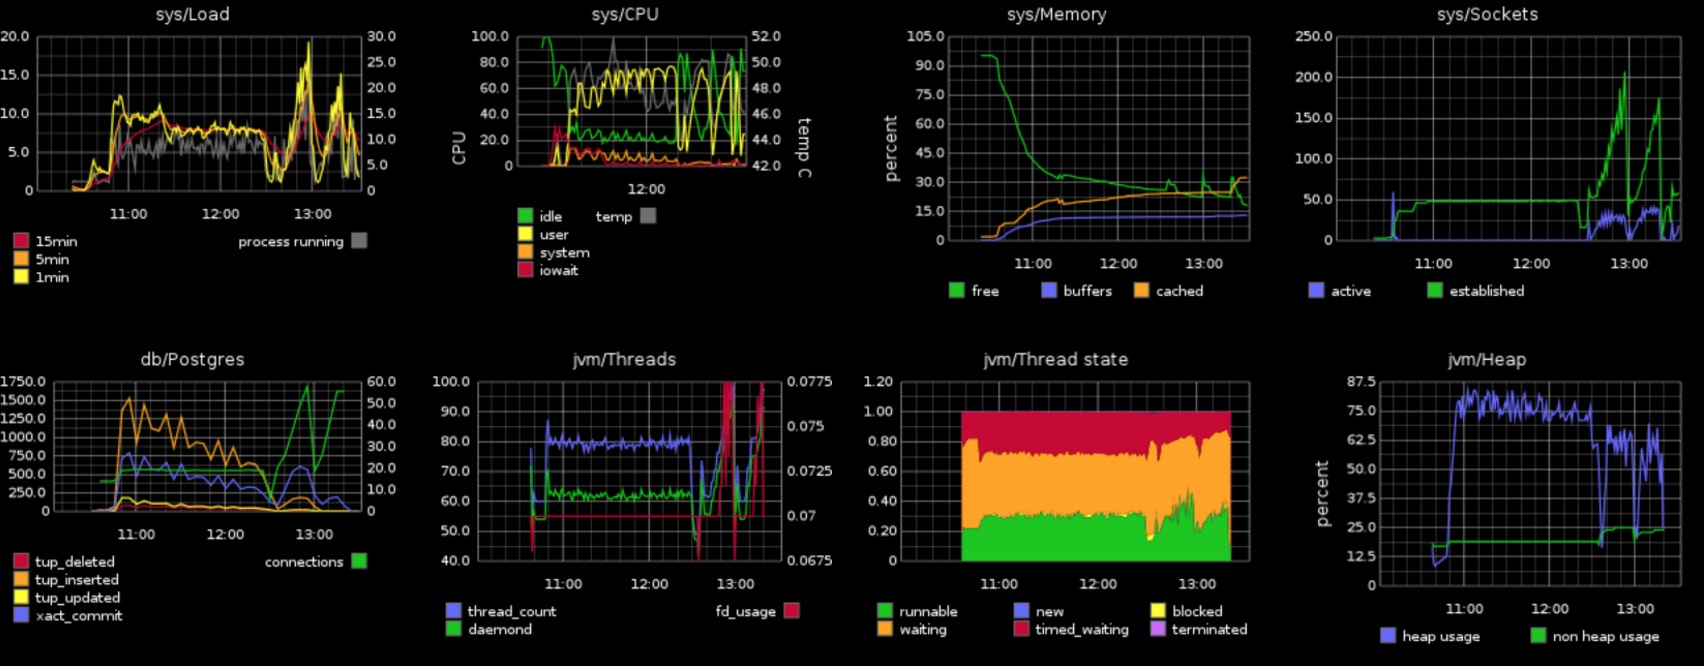 sys/Load
20.0 30.0
25.0
15.0
20.0
10.0 15.0
10.0
5.0
5.0
0 0
11:00 12:00 13:00
15min process running
5min
1min
sys/CPU
100.0 52.0
80.0 50.0
60.0 48.0
40.0 46.0
20.0 44.0
0 42.0
CPU
temp C
12:00
idle temp
user
system
iowait
sys/Memory
105.0
90.0
75.0
60.0
45.0
30.0
15.0
0
percent
11:00 12:00 13:00
free buffers cached
sys/Sockets
250.0
200.0
150.0
100.0
50.0
0
11:00 12:00 13:00
active established
db/Postgres
1750.0 60.0
1500.0 50.0
1250.0
1000.0 40.0
750.0 30.0
500.0 20.0
250.0 10.0
0 0
11:00 12:00 13:00
tup_deleted connections
tup_inserted
tup_updated
xact_commit
jvm/Threads
100.0 0.0775
90.0
80.0 0.075
70.0 0.0725
60.0
50.0 0.07
40.0 0.0675
11:00 12:00 13:00
thread_count fd_usage
daemond
jvm/Thread state
1.20
1.00
0.80
0.60
0.40
0.20
0
11:00 12:00 13:00
runnable new blocked
waiting timed_waiting terminated
jvm/Heap
87.5
75.0
62.5
50.0
37.5
25.0
12.5
0
percent
11:00 12:00 13:00
heap usage non heap usage